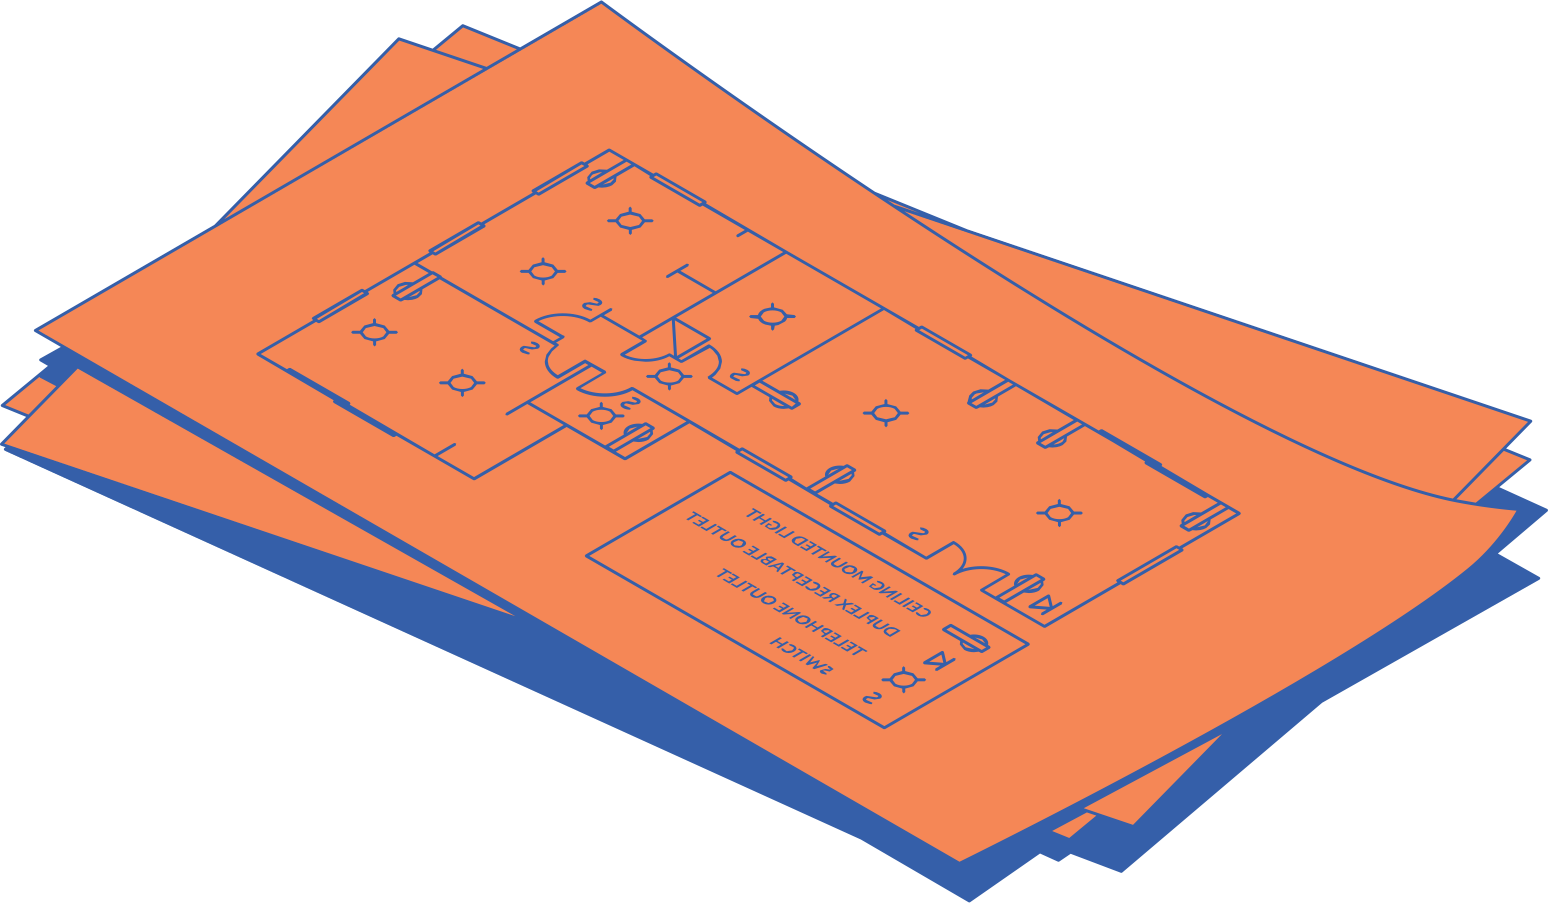 CEILING MOUNTED LIGHT
DUPLEX RECEPTABLE OUTLET
TELEPHONE OUTLET
SWITCH
S
S
S
S
S
S